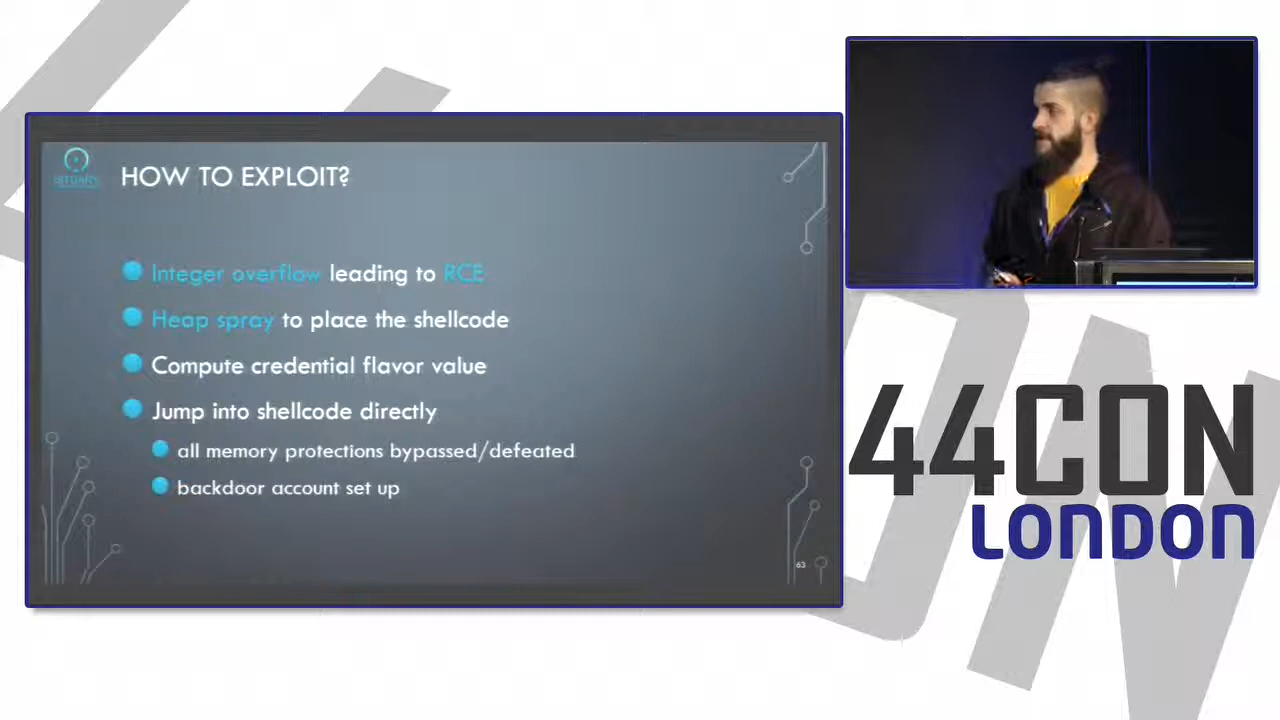 HOW TO EXPLOIT?
Integer overflow leading to RCE
Heap spray to place the shellcode
Compute credential flavor value
Jump into shellcode directly
all memory protections bypassed/defeated
backdoor account set up
63
44CON
LONDON